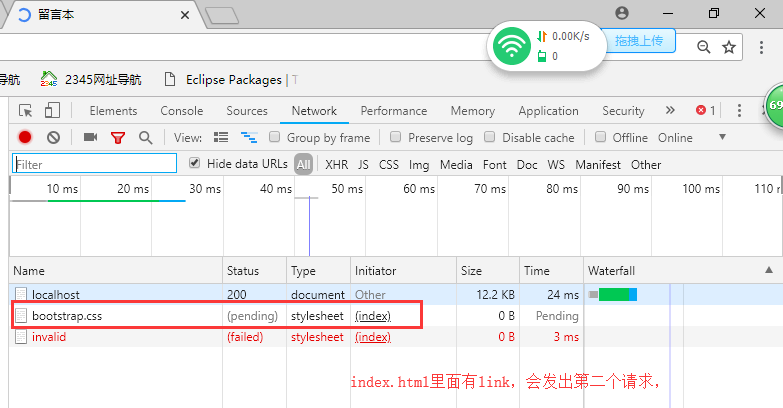 留言本
0.00K/s
拖拽上传
0
69
导航
2345网址导航
Eclipse Packages | T
Elements Console Sources Network Performance Memory Application Security » 1
View: Group by frame Preserve log Disable cache Offline Online
Filter Hide data URLs All XHR JS CSS Img Media Font Doc WS Manifest Other
10 ms 20 ms 30 ms 40 ms 50 ms 60 ms 70 ms 80 ms 90 ms 100 ms 110 n
Name Status Type Initiator Size Time Waterfall
localhost 200 document Other 12.2 KB 24 ms
bootstrap.css (pending) stylesheet (index) 0 B Pending
invalid (failed) stylesheet (index) 0 B 3 ms
index.html里面有link，会发出第二个请求，